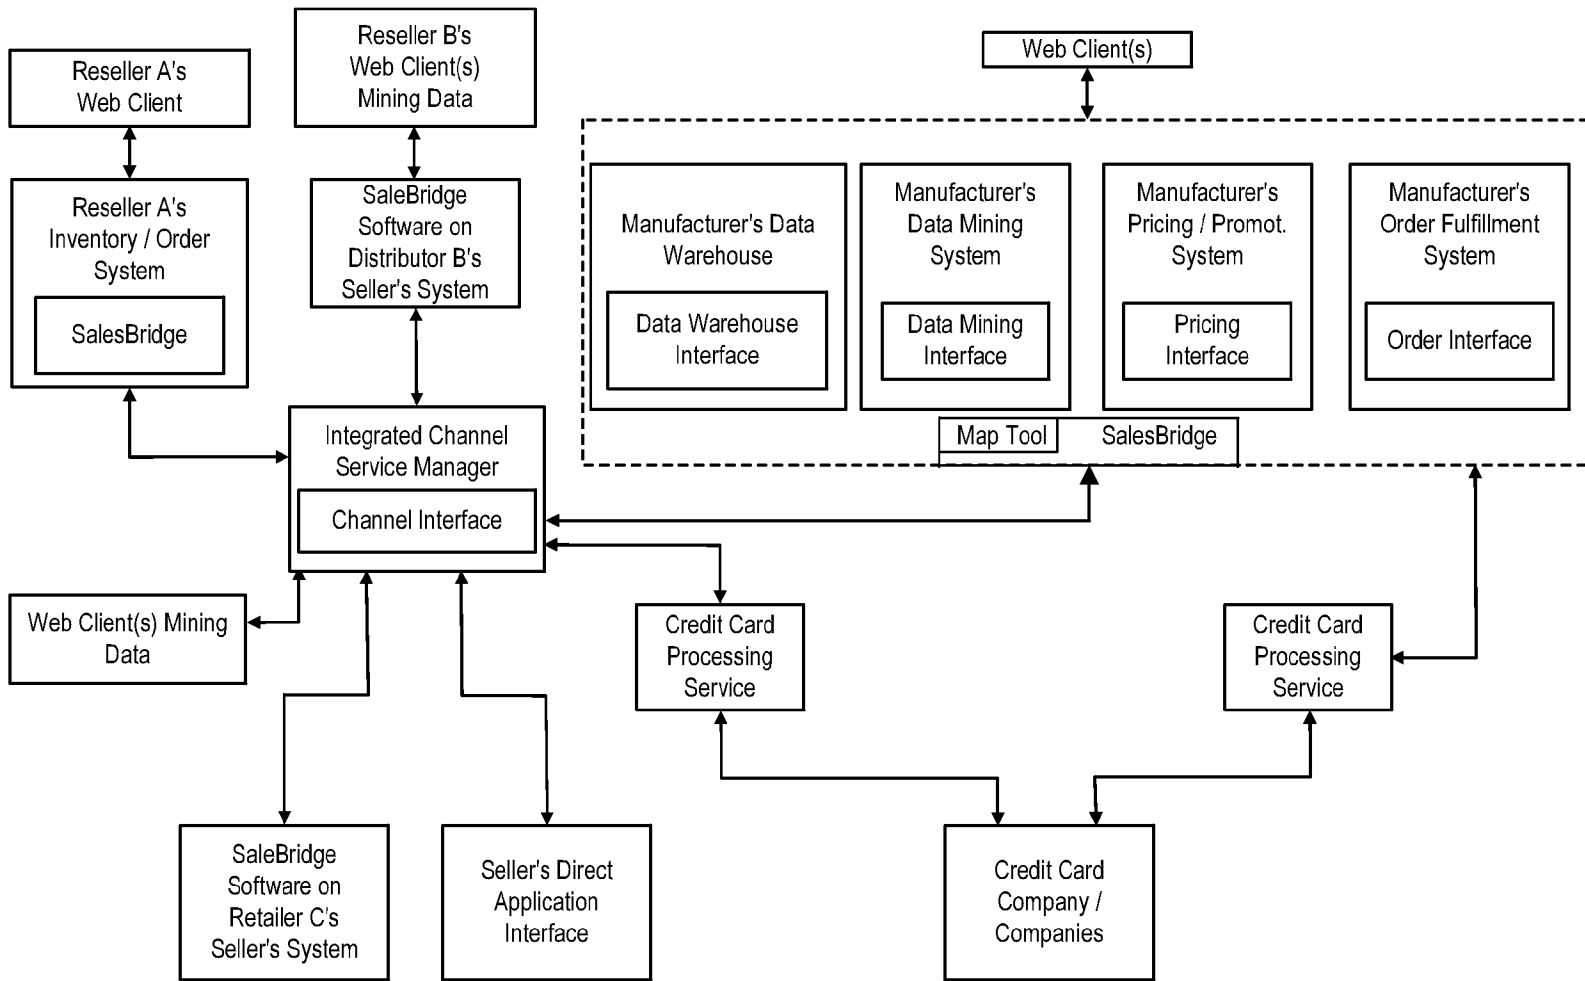 Reseller A's
Web Client
Reseller B's
Web Client(s)
Mining Data
Web Client(s)
Reseller A's
Inventory / Order
System
SalesBridge
SaleBridge
Software on
Distributor B's
Seller's System
Manufacturer's Data
Warehouse
Data Warehouse
Interface
Manufacturer's
Data Mining
System
Data Mining
Interface
Manufacturer's
Pricing / Promot.
System
Pricing
Interface
Manufacturer's
Order Fulfillment
System
Order Interface
Map Tool
SalesBridge
Integrated Channel
Service Manager
Channel Interface
Web Client(s) Mining
Data
Credit Card
Processing
Service
Credit Card
Processing
Service
SaleBridge
Software on
Retailer C's
Seller's System
Seller's Direct
Application
Interface
Credit Card
Company /
Companies